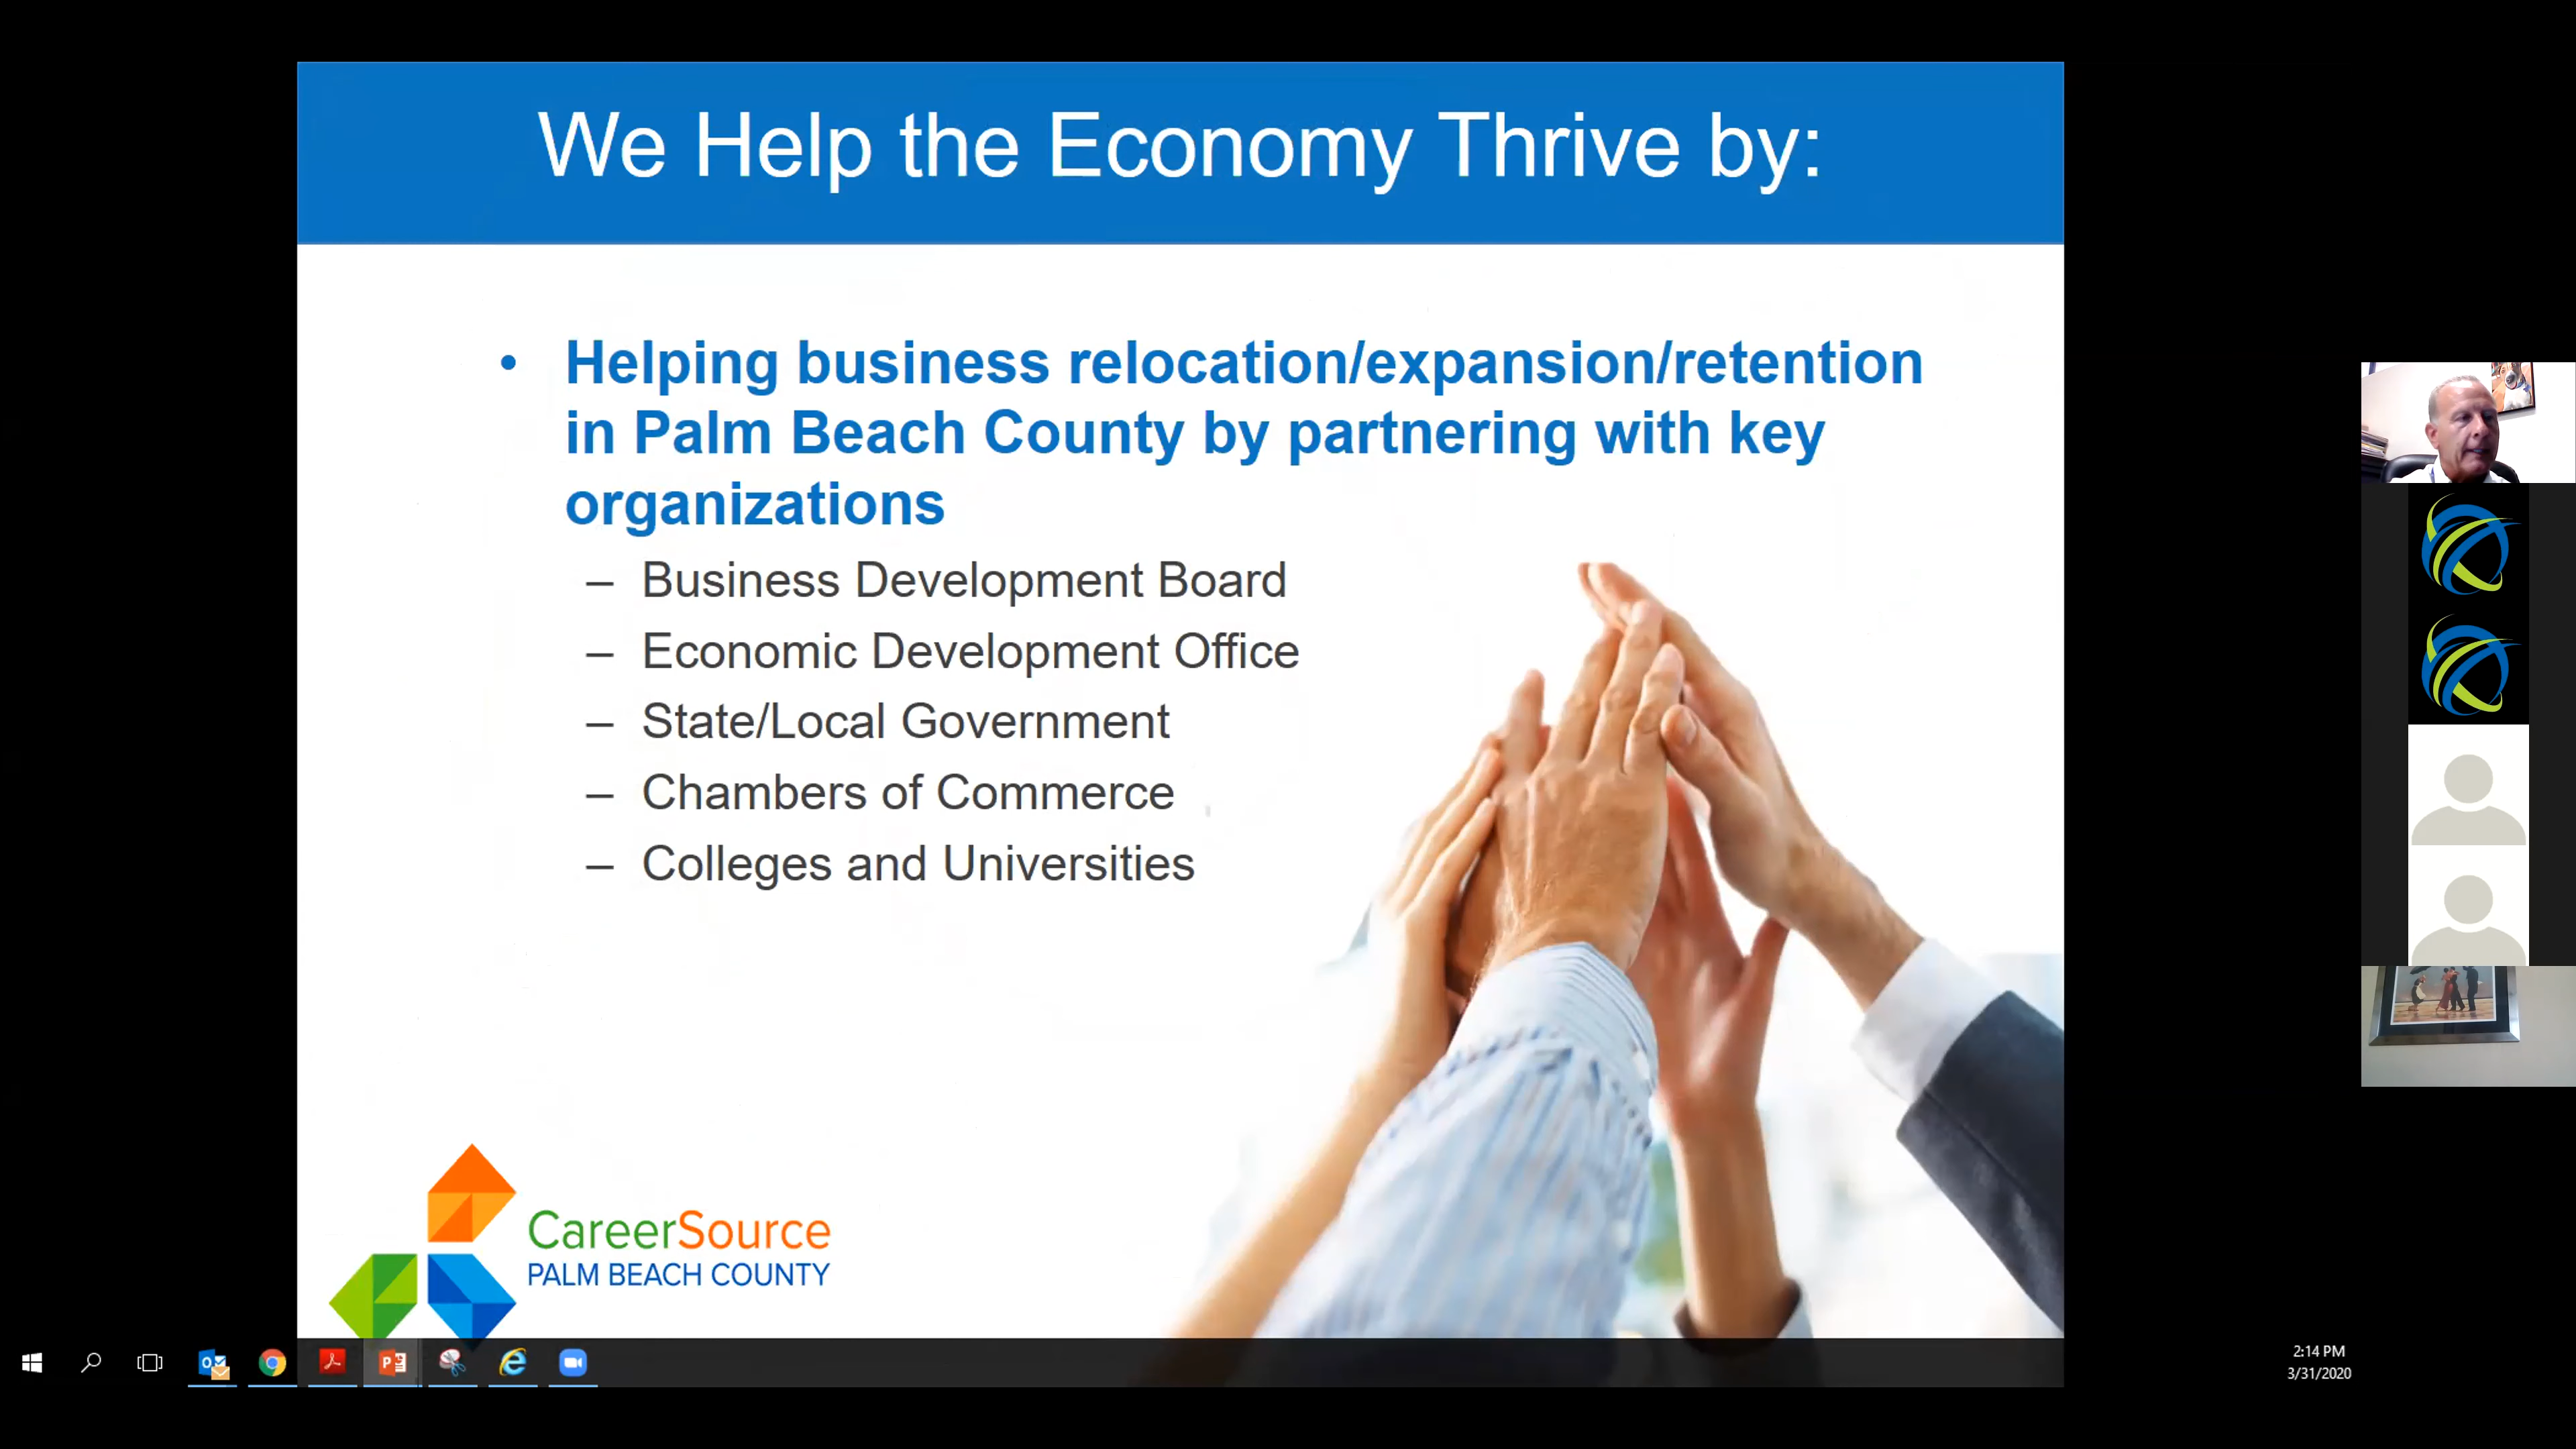 We Help the Economy Thrive by:
• Helping business relocation/expansion/retention
in Palm Beach County by partnering with key
organizations
– Business Development Board
– Economic Development Office
– State/Local Government
– Chambers of Commerce
– Colleges and Universities
CareerSource
PALM BEACH COUNTY
2:14 PM
3/31/2020